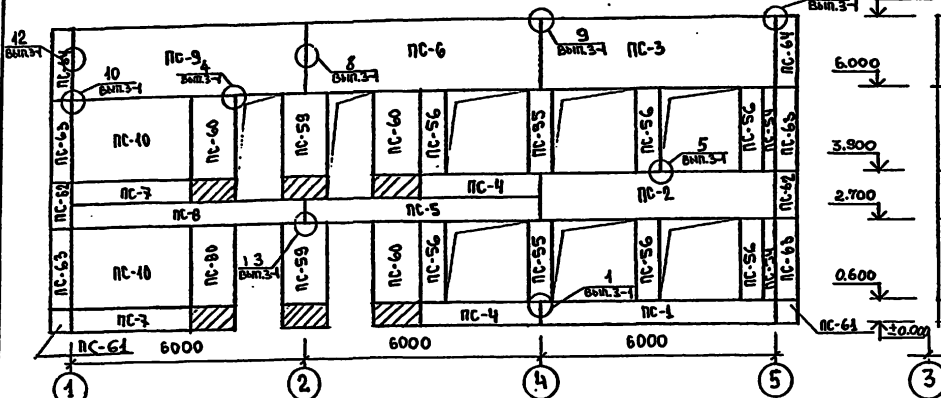 ВЫП.3-1
12
ВЫП.3-1
ПС-64
ПС-9
4
ВЫП.3-1
8
ВЫП.3-1
ПС-6
9
ВЫП.3-1
ПС-3
ПС-64
6.000
10
ВЫП.3-1
ПС-63
ПС-10
ПС-60
ПС-59
ПС-60
ПС-56
ПС-55
ПС-56
ПС-56
ПС-54
ПС-63
5
ВЫП.3-1
3.900
ПС-62
ПС-7
ПС-4
ПС-2
ПС-62
2.700
ПС-8
ПС-5
ПС-63
ПС-10
ПС-60
13
ВЫП.3-1
ПС-59
ПС-60
ПС-56
ПС-55
1
ВЫП.3-1
ПС-56
ПС-56
ПС-54
ПС-63
0.600
ПС-7
ПС-4
ПС-1
ПС-61
±0.000
ПС-61
6000
6000
6000
1
2
4
5
3